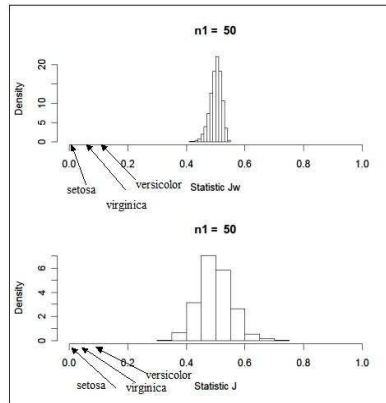 n1 = 50
Density
20
10
5
0
0.0 0.2 0.4 0.6 0.8 1.0
setosa
versicolor
Statistic Jw
virginica
n1 = 50
Density
6
4
2
0
0.0 0.2 0.4 0.6 0.8 1.0
versicolor
setosa
virginica
Statistic J